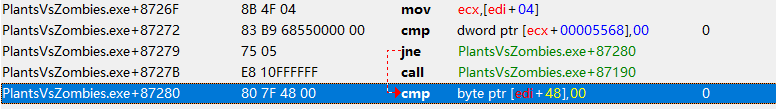 PlantsVsZombies.exe+8726F 8B 4F 04 mov ecx,[edi+04]
PlantsVsZombies.exe+87272 83 B9 68550000 00 cmp dword ptr [ecx+00005568],00 0
PlantsVsZombies.exe+87279 75 05 jne PlantsVsZombies.exe+87280
PlantsVsZombies.exe+8727B E8 10FFFFFF call PlantsVsZombies.exe+87190
PlantsVsZombies.exe+87280 80 7F 48 00 cmp byte ptr [edi+48],00 0